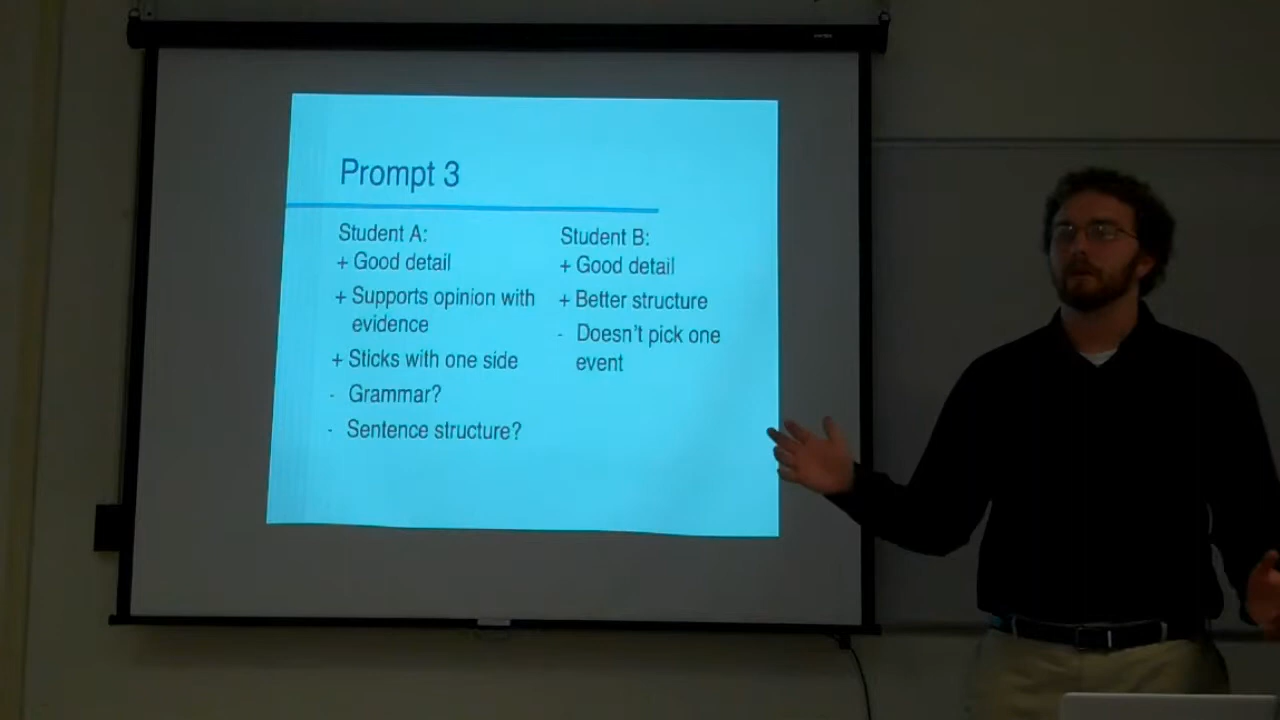 Prompt 3
Student A:
+ Good detail
+ Supports opinion with
evidence
+ Sticks with one side
- Grammar?
- Sentence structure?
Student B:
+ Good detail
+ Better structure
- Doesn't pick one
event